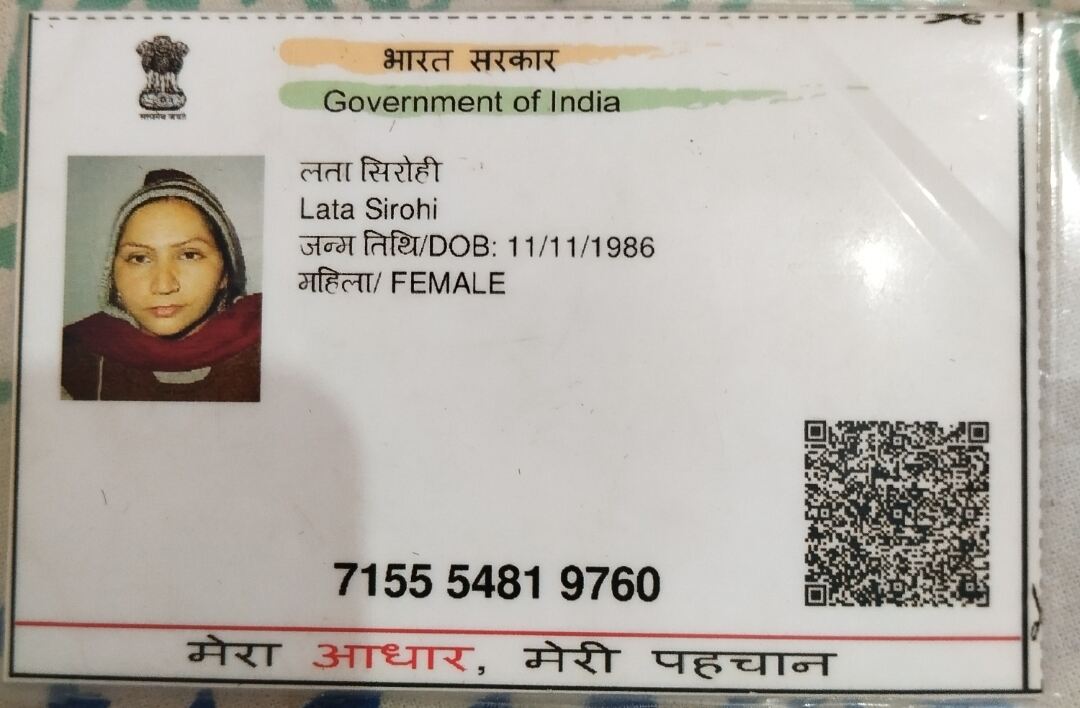 भारत सरकार
Government of India
सत्यमेव जयते
लता सिरोही
Lata Sirohi
जन्म तिथि/DOB: 11/11/1986
महिला/ FEMALE
7155 5481 9760
मेरा आधार, मेरी पहचान